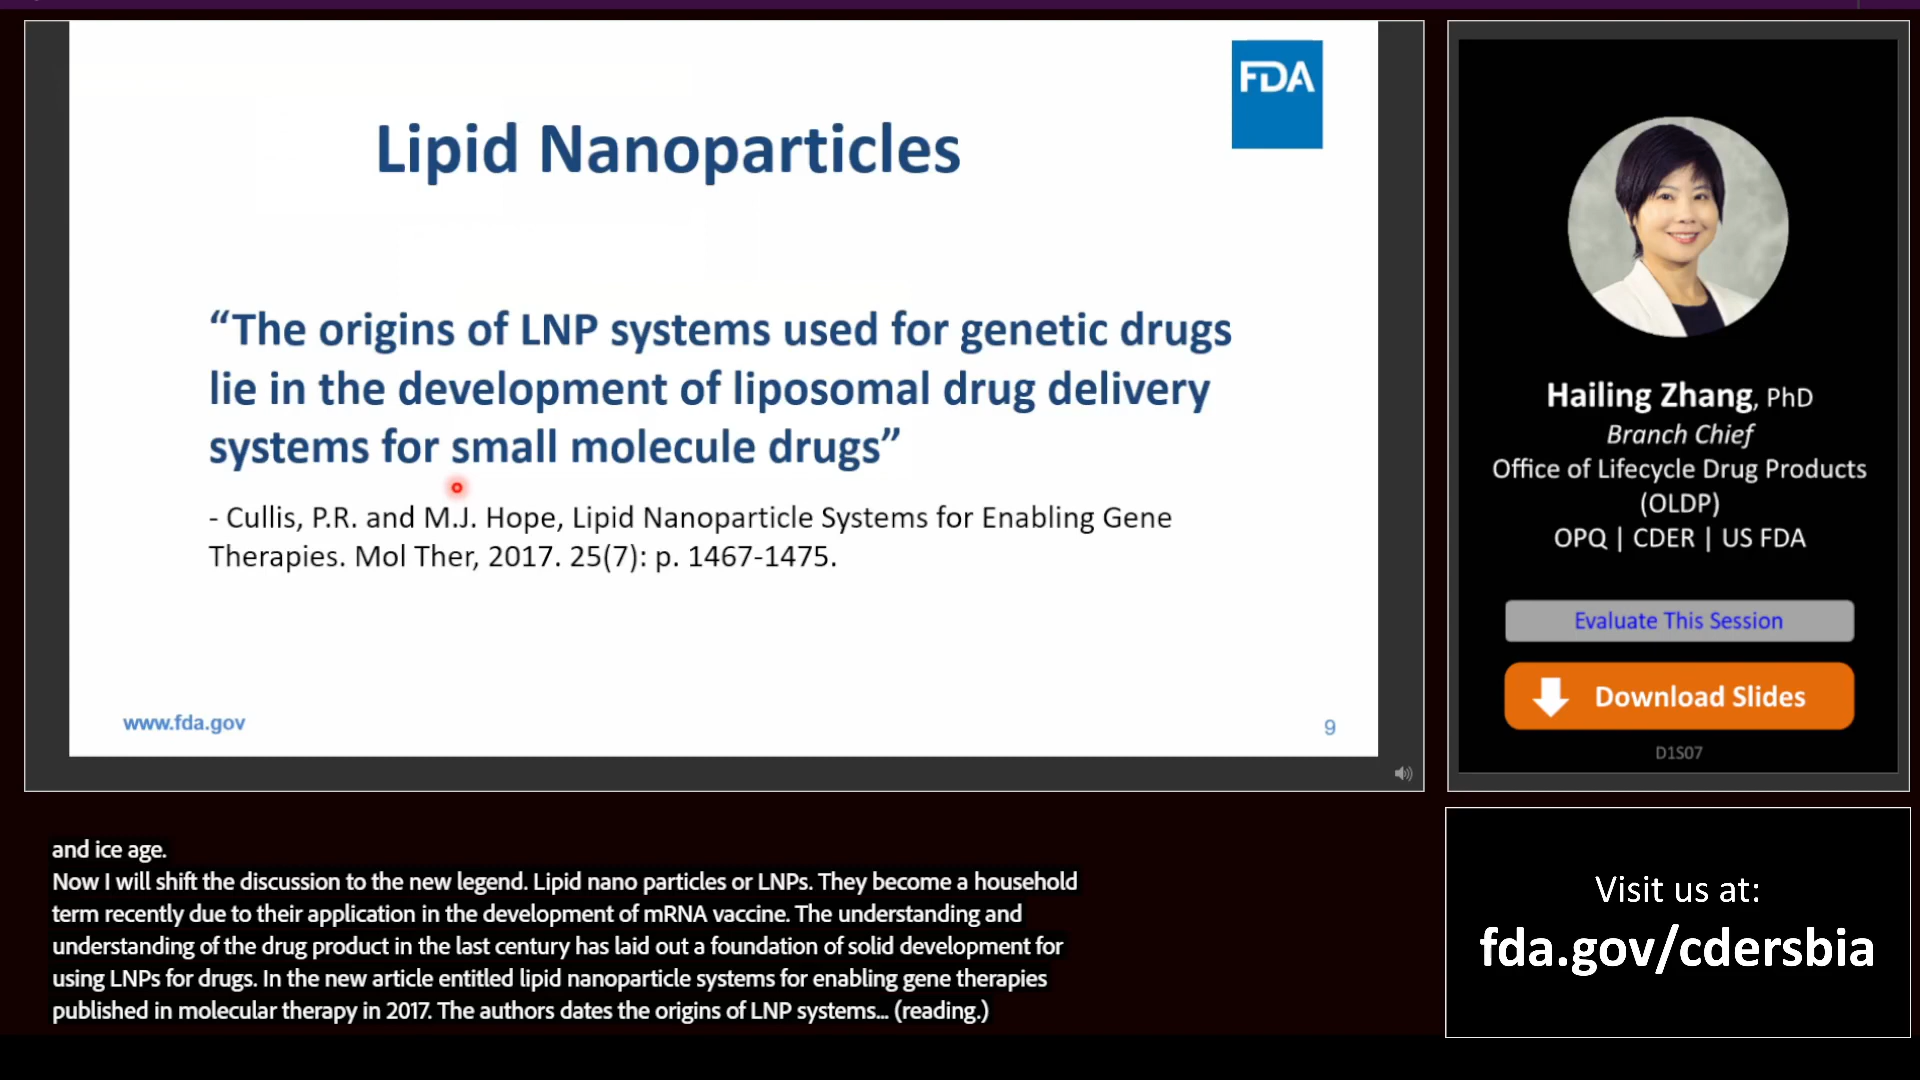 FDA
Lipid Nanoparticles
“The origins of LNP systems used for genetic drugs
lie in the development of liposomal drug delivery
systems for small molecule drugs”
- Cullis, P.R. and M.J. Hope, Lipid Nanoparticle Systems for Enabling Gene
Therapies. Mol Ther, 2017. 25(7): p. 1467-1475.
www.fda.gov
9
Hailing Zhang, PhD
Branch Chief
Office of Lifecycle Drug Products
(OLDP)
OPQ | CDER | US FDA
Evaluate This Session
Download Slides
D1S07
and ice age.
Now I will shift the discussion to the new legend. Lipid nano particles or LNPs. They become a household
term recently due to their application in the development of mRNA vaccine. The understanding and
understanding of the drug product in the last century has laid out a foundation of solid development for
using LNPs for drugs. In the new article entitled lipid nanoparticle systems for enabling gene therapies
published in molecular therapy in 2017. The authors dates the origins of LNP systems... (reading.)
Visit us at:
fda.gov/cdersbia